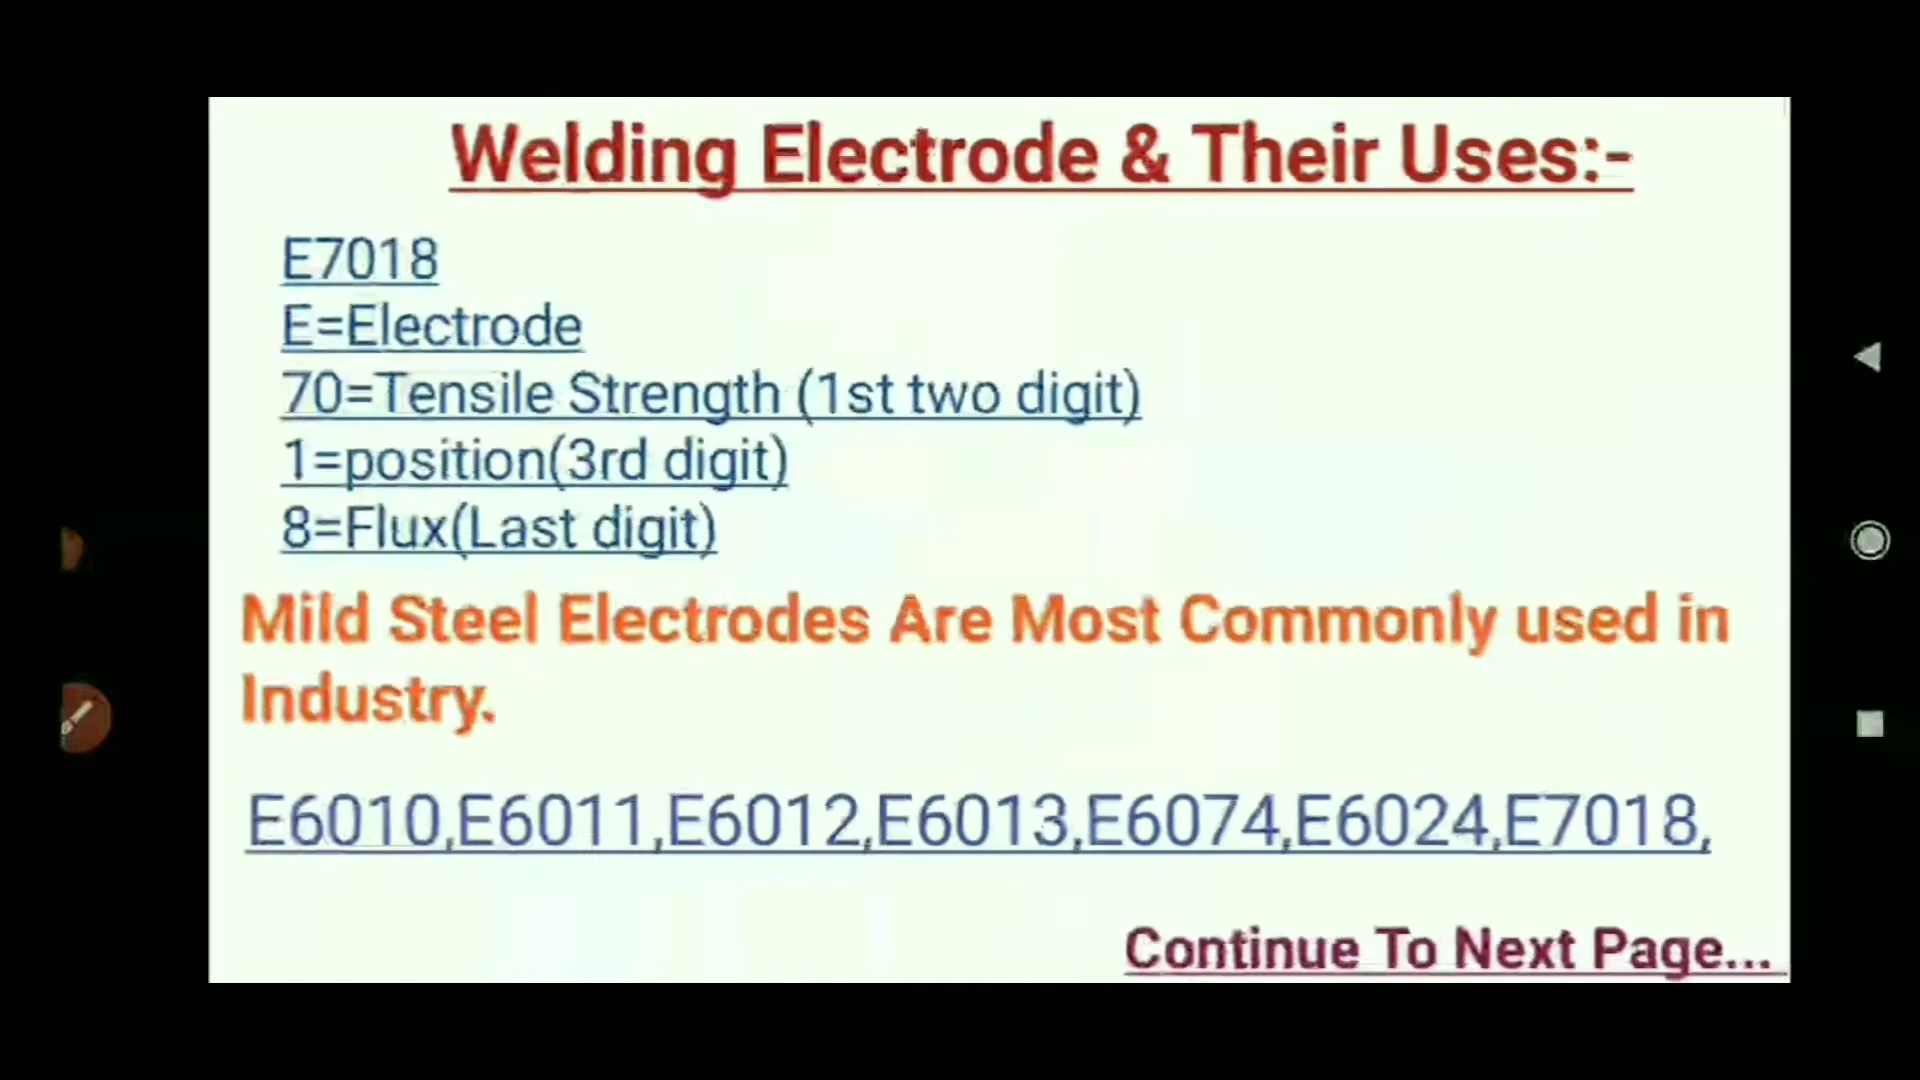 Welding Electrode & Their Uses:-
E7018
E=Electrode
70=Tensile Strength (1st two digit)
1=position(3rd digit)
8=Flux(Last digit)
Mild Steel Electrodes Are Most Commonly used in
Industry.
E6010,E6011,E6012,E6013,E6074,E6024,E7018,
Continue To Next Page...